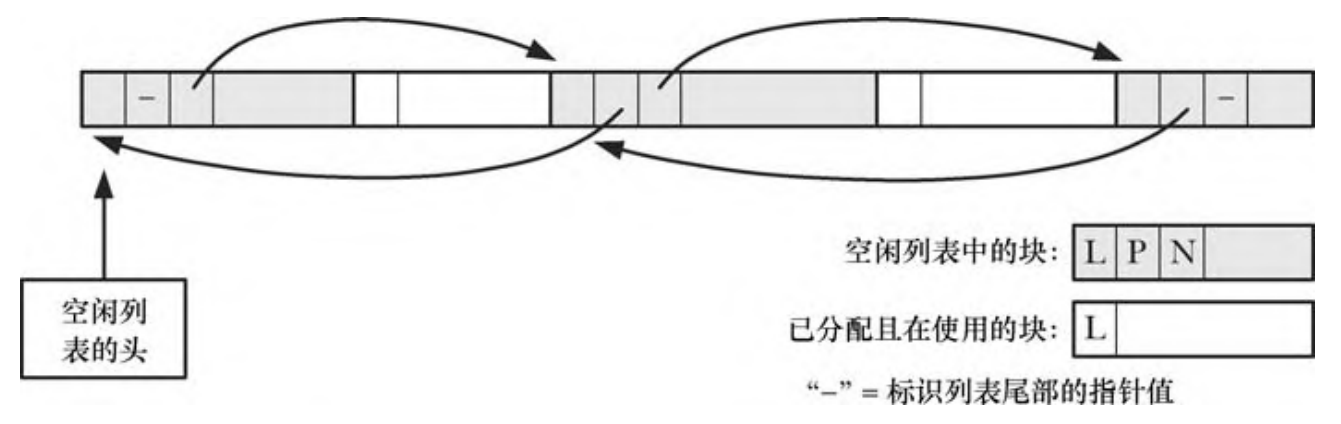 –
–
空闲列
表的头
空闲列表中的块: L P N
已分配且在使用的块: L
“–” = 标识列表尾部的指针值